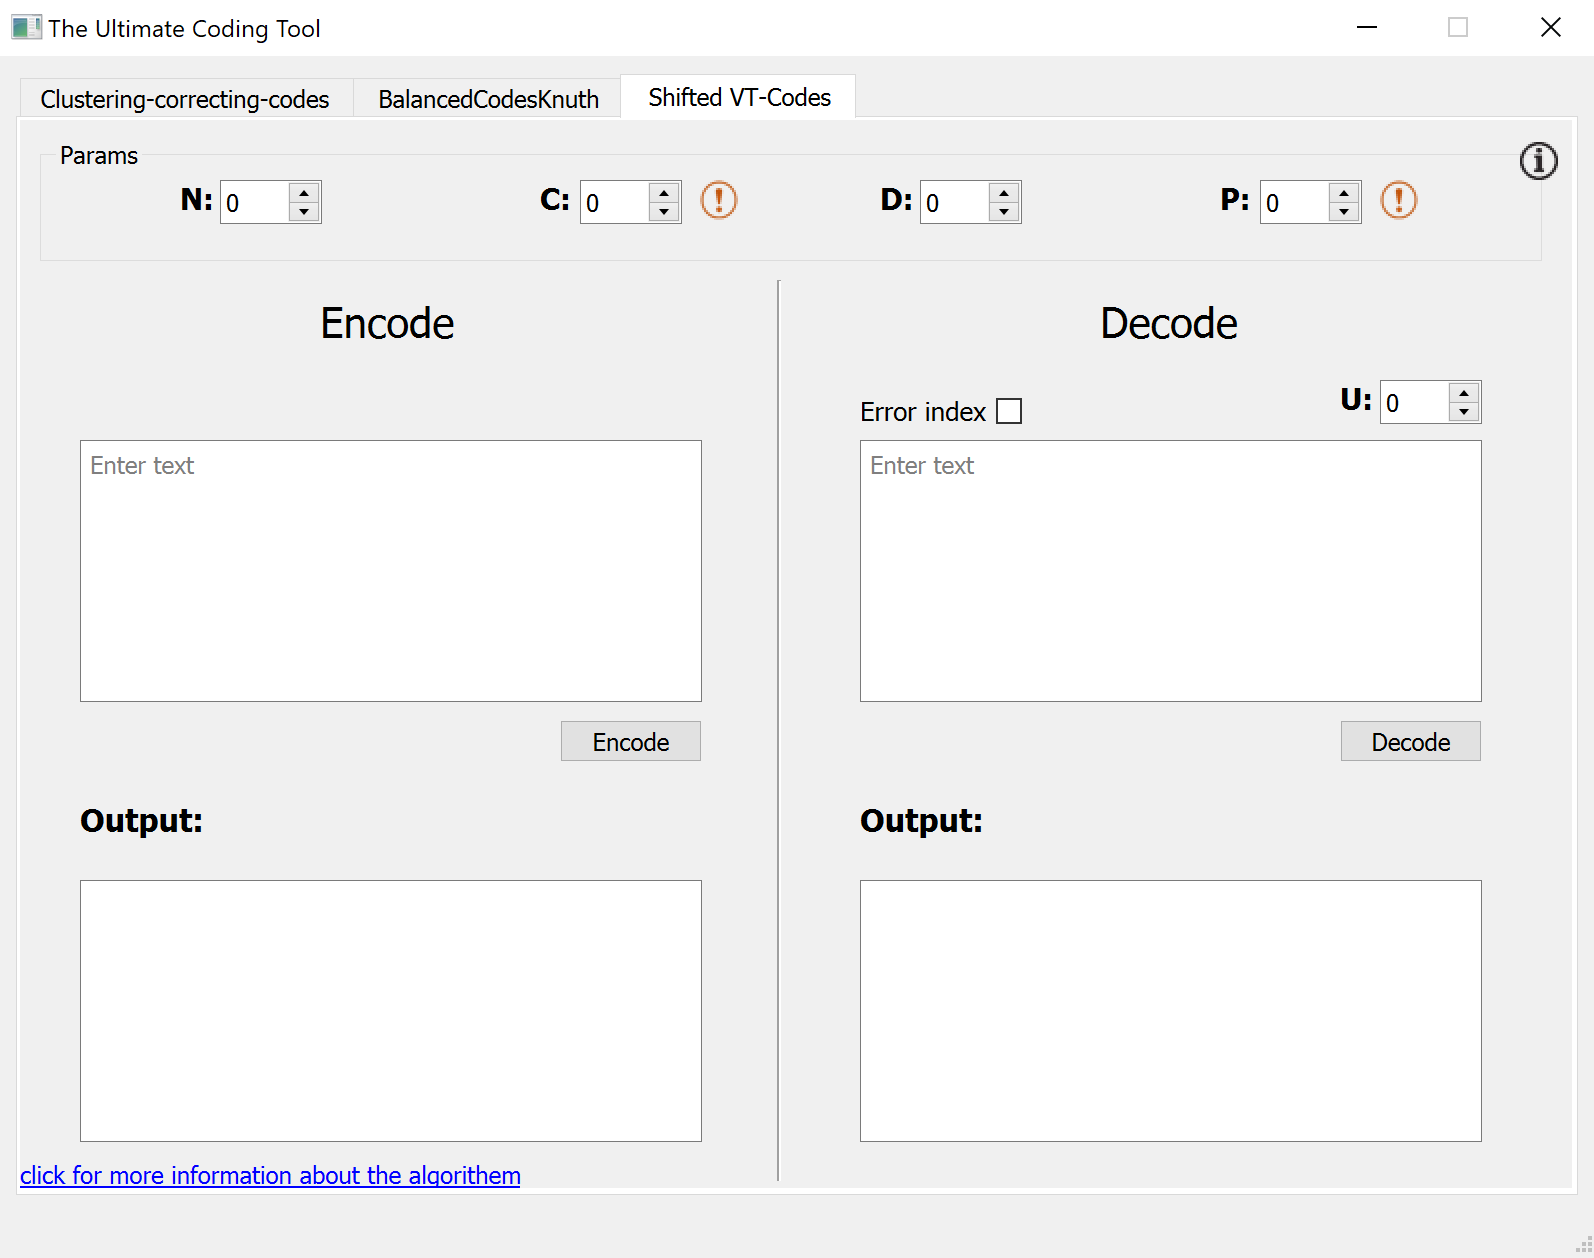 The Ultimate Coding Tool
Clustering-correcting-codes BalancedCodesKnuth Shifted VT-Codes
Params
N: 0 C: 0 D: 0 P: 0
Encode Decode
Error index U: 0
Enter text Enter text
Encode Decode
Output: Output:
click for more information about the algorithem